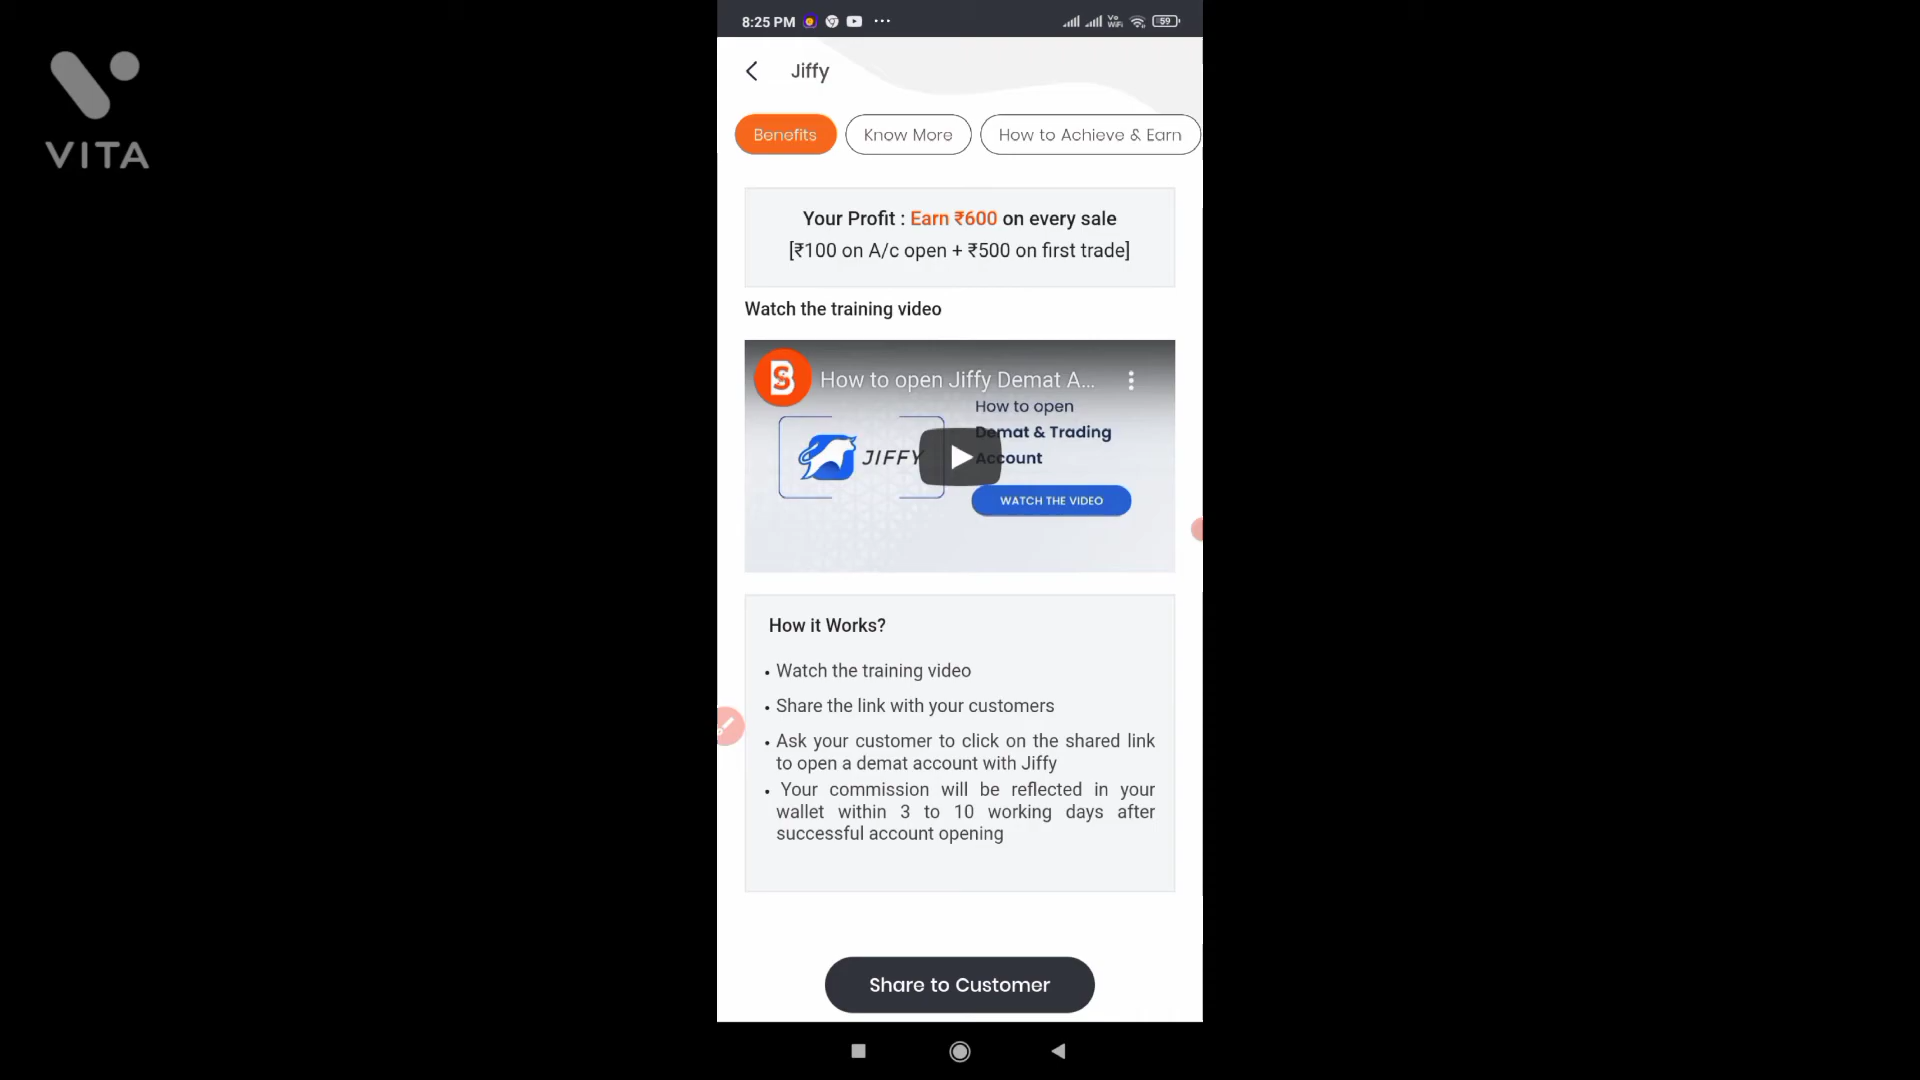 8:25 PM
Vo
WiFi
59
VITA
Jiffy
Benefits
Know More
How to Achieve & Earn
Your Profit : Earn ₹600 on every sale
[₹100 on A/c open + ₹500 on first trade]
Watch the training video
How to open Jiffy Demat A...
How to open
Demat & Trading
Account
JIFFY
WATCH THE VIDEO
How it Works?
• Watch the training video
• Share the link with your customers
• Ask your customer to click on the shared link
to open a demat account with Jiffy
• Your commission will be reflected in your
wallet within 3 to 10 working days after
successful account opening
Share to Customer